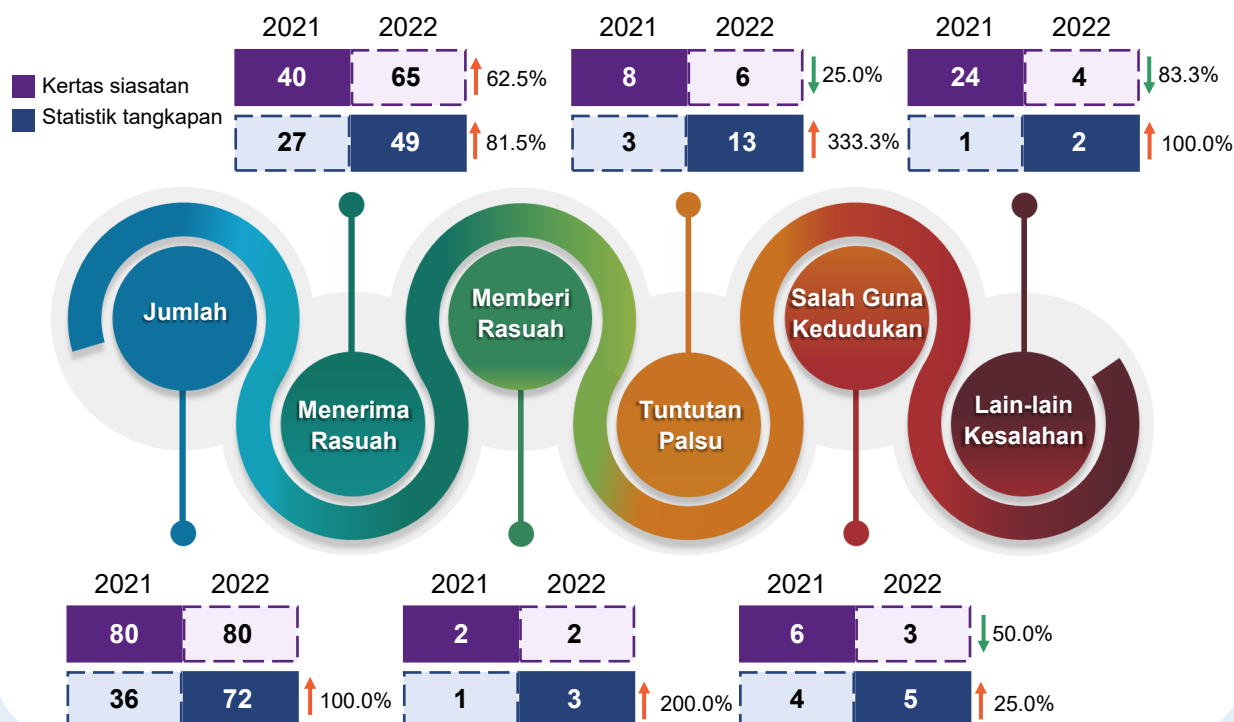 2021 2022
40 65 62.5%
27 49 81.5%
2021 2022
8 6 25.0%
3 13 333.3%
2021 2022
24 4 83.3%
1 2 100.0%
Kertas siasatan
Statistik tangkapan
Jumlah
Menerima
Rasuah
Memberi
Rasuah
Tuntutan
Palsu
Salah Guna
Kedudukan
Lain-lain
Kesalahan
2021 2022
80 80
36 72 100.0%
2021 2022
2 2
1 3 200.0%
2021 2022
6 3 50.0%
4 5 25.0%